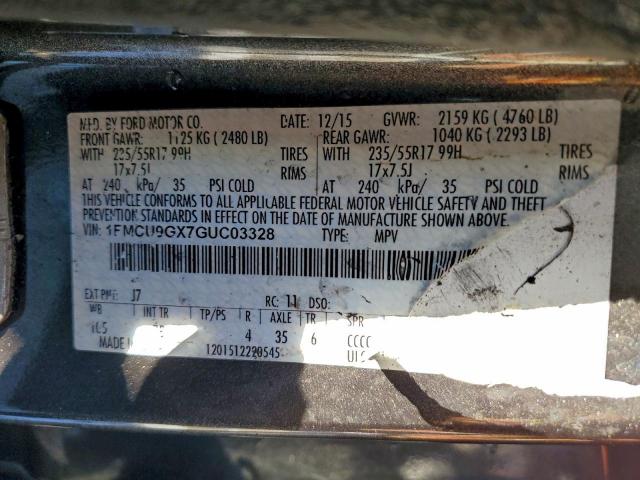 MFD. BY FORD MOTOR CO. DATE: 12/15 GVWR: 2159 KG ( 4760 LB)
FRONT GAWR: 1125 KG ( 2480 LB) REAR GAWR: 1040 KG ( 2293 LB)
WITH 235/55R17 99H TIRES WITH 235/55R17 99H TIRES
17x7.5J RIMS 17x7.5J RIMS
AT 240 kPa/ 35 PSI COLD AT 240 kPa/ 35 PSI COLD
THIS VEHICLE CONFORMS TO ALL APPLICABLE FEDERAL MOTOR VEHICLE SAFETY AND THEFT
PREVENTION STANDARDS IN EFFECT ON THE DATE OF MANUFACTURE SHOWN ABOVE.
VIN: 1FMCU9GX7GUC03328 TYPE: MPV
EXT PNT: J7 RC: 11 DSO:
WB INT TR TP/PS R AXLE TR SPR
4 35 6 CCCC
MADE 1201512220545